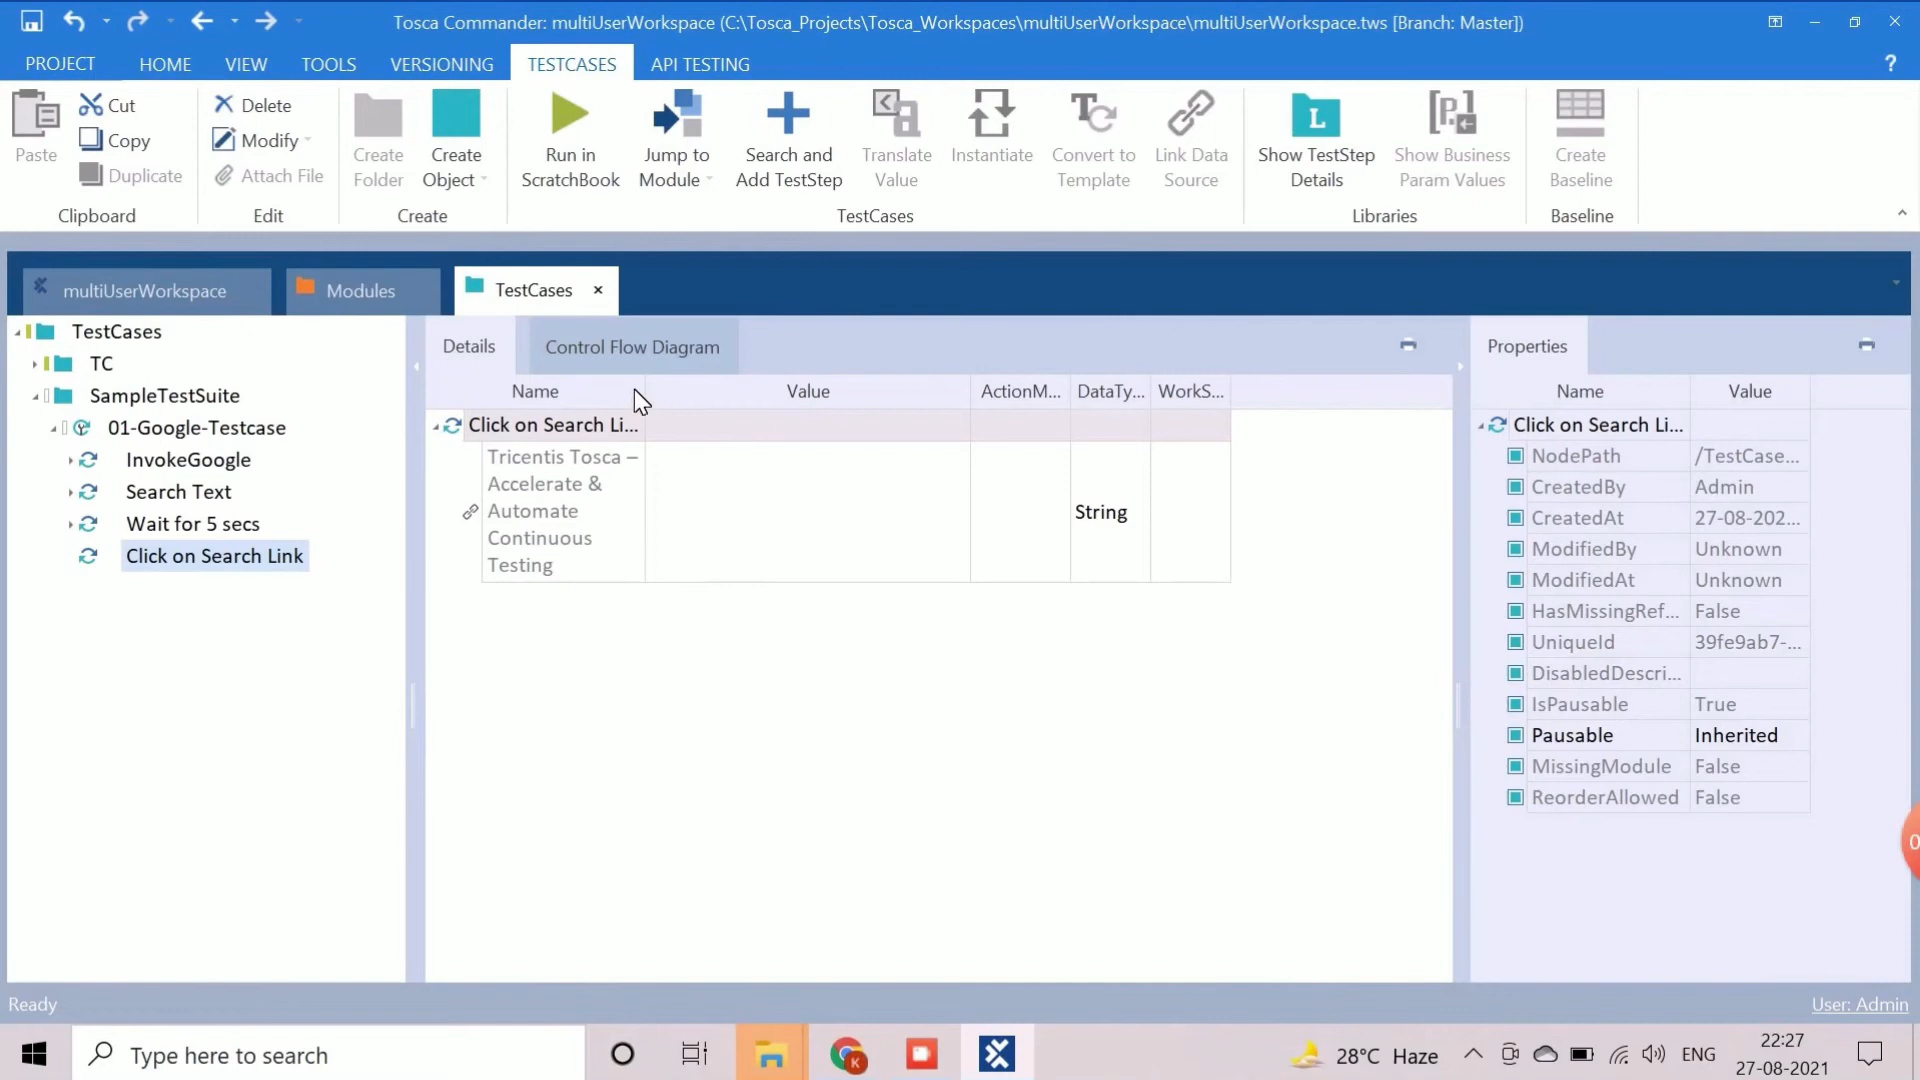 Tosca Commander: multiUserWorkspace (C:\Tosca_Projects\Tosca_Workspaces\multiUserWorkspace\multiUserWorkspace.tws [Branch: Master])
PROJECT HOME VIEW TOOLS VERSIONING TESTCASES API TESTING ?
Paste
Cut
Copy
Duplicate
Clipboard
Delete
Modify
Attach File
Edit
Create
Folder
Create
Object
Create
Run in
ScratchBook
Jump to
Module
Search and
Add TestStep
Translate
Value
Instantiate
Convert to
Template
Link Data
Source
TestCases
L
Show TestStep
Details
[P]
Show Business
Param Values
Libraries
Create
Baseline
Baseline
multiUserWorkspace Modules TestCases ×
TestCases
TC
SampleTestSuite
01-Google-Testcase
InvokeGoogle
Search Text
Wait for 5 secs
Click on Search Link
Details Control Flow Diagram
Name Value ActionM... DataTy... WorkS...
Click on Search Li...
Tricentis Tosca –
Accelerate &
Automate
Continuous
Testing
String
Properties
Name Value
Click on Search Li...
NodePath /TestCase...
CreatedBy Admin
CreatedAt 27-08-202...
ModifiedBy Unknown
ModifiedAt Unknown
HasMissingRef... False
UniqueId 39fe9ab7-...
DisabledDescri...
IsPausable True
Pausable Inherited
MissingModule False
ReorderAllowed False
0
Ready User: Admin
Type here to search
K
28°C Haze
ENG
22:27
27-08-2021